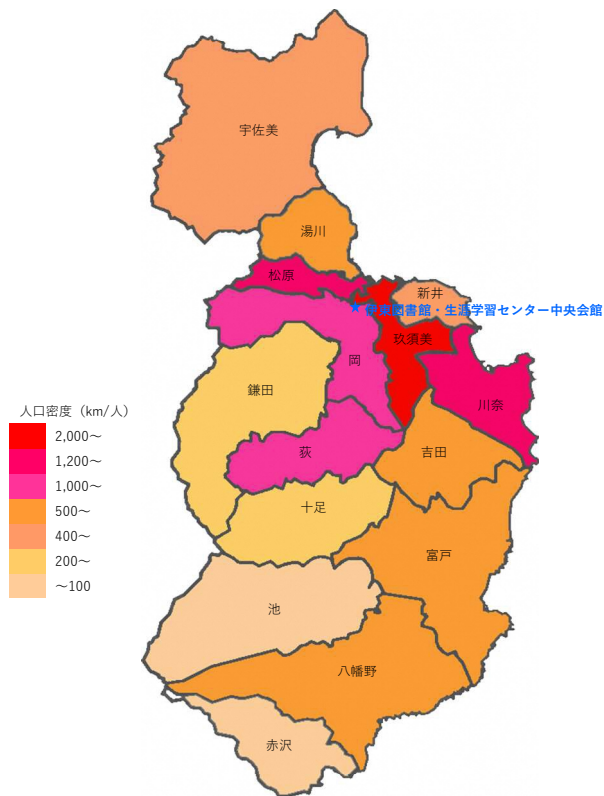 宇佐美
湯川
松原
新井
★伊東図書館・生涯学習センター中央会館
玖須美
岡
鎌田
川奈
人口密度（km/人）
2,000～
1,200～
1,000～
500～
400～
200～
～100
荻
吉田
十足
富戸
池
八幡野
赤沢